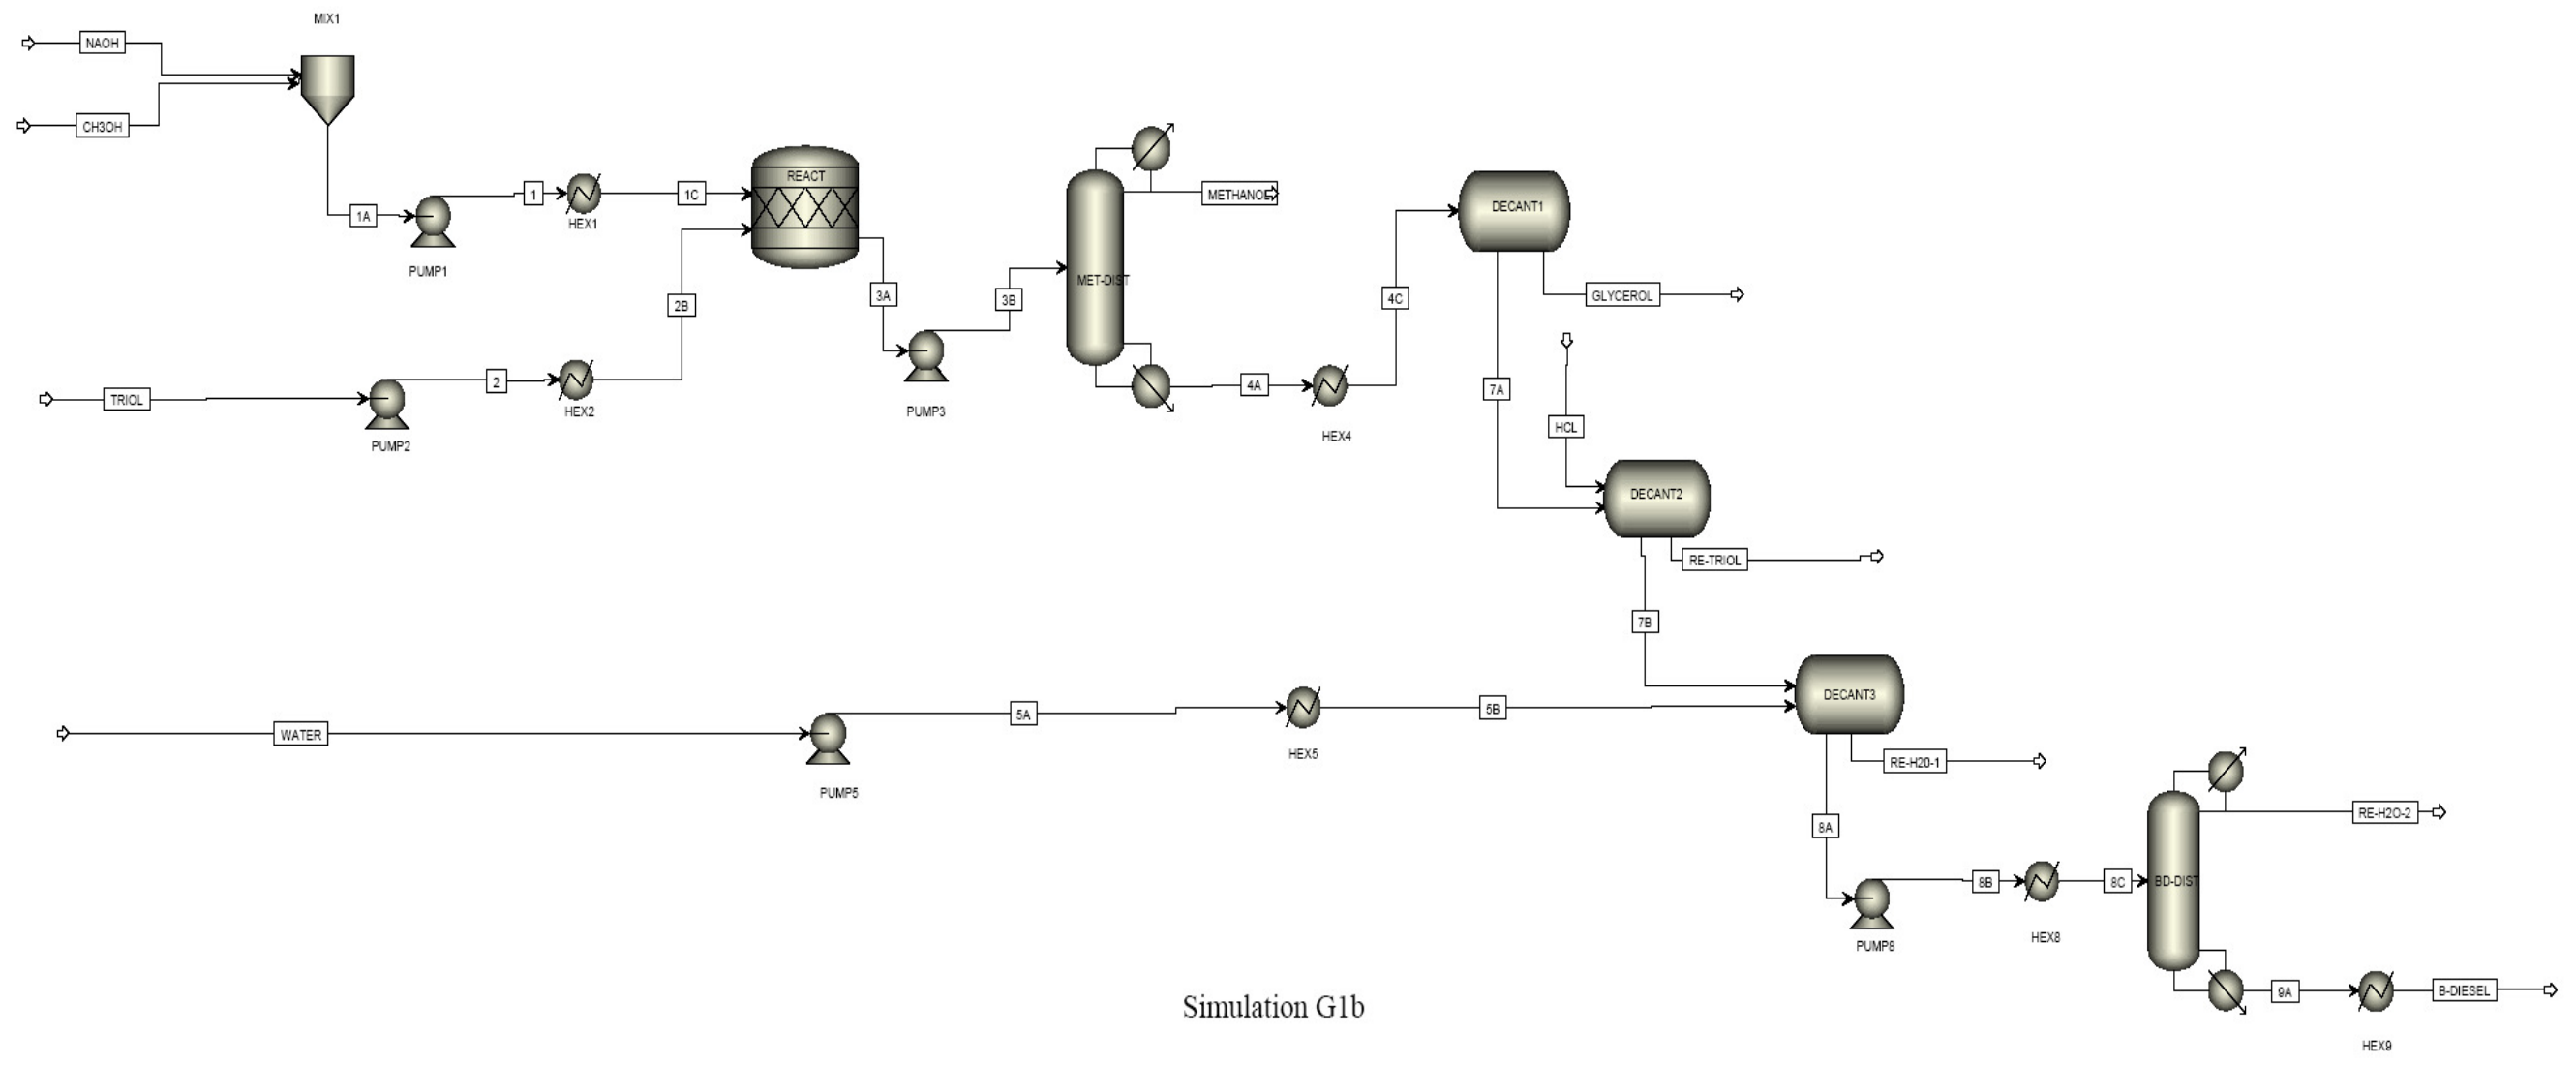 MIX1
NAOH
CH3OH
1A
PUMP1
1
HEX1
1C
REACT
TRIOL
PUMP2
2
HEX2
2B
3A
PUMP3
3B
MET-DIST
METHANOL
4A
HEX4
4C
DECANT1
GLYCEROL
7A
HCL
DECANT2
RE-TRIOL
7B
WATER
PUMP5
5A
HEX5
5B
DECANT3
RE-H20-1
8A
PUMP8
8B
HEX8
8C
BD-DIST
RE-H2O-2
9A
HEX9
B-DIESEL
Simulation G1b